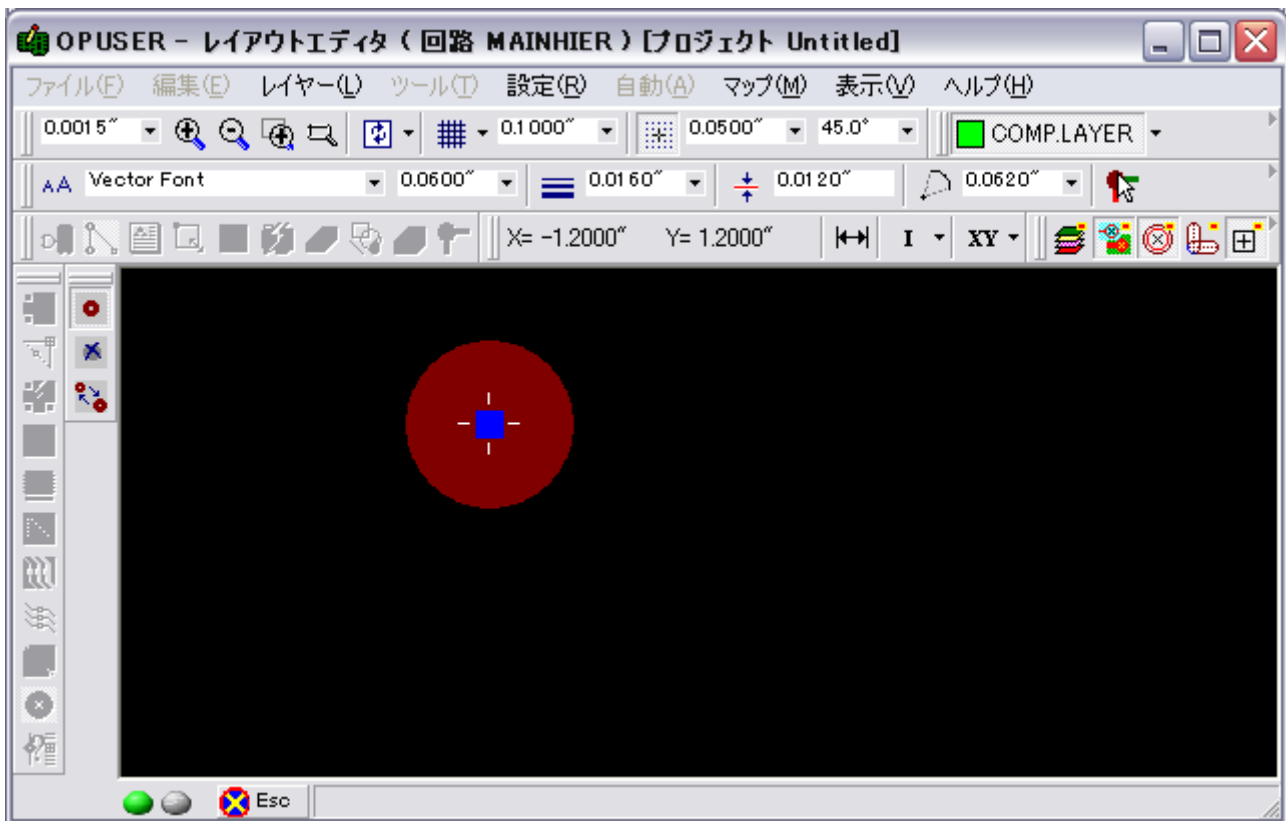 OPUSER - レイアウトエディタ ( 回路 MAINHIER ) [プロジェクト Untitled]
ファイル(F) 編集(E) レイヤー(L) ツール(T) 設定(R) 自動(A) マップ(M) 表示(V) ヘルプ(H)
0.0015″ 0.1000″ 0.0500″ 45.0° COMP.LAYER
AA Vector Font 0.0600″ 0.0160″ 0.0120″ 0.0620″
X= -1.2000″ Y= 1.2000″ I XY
Esc